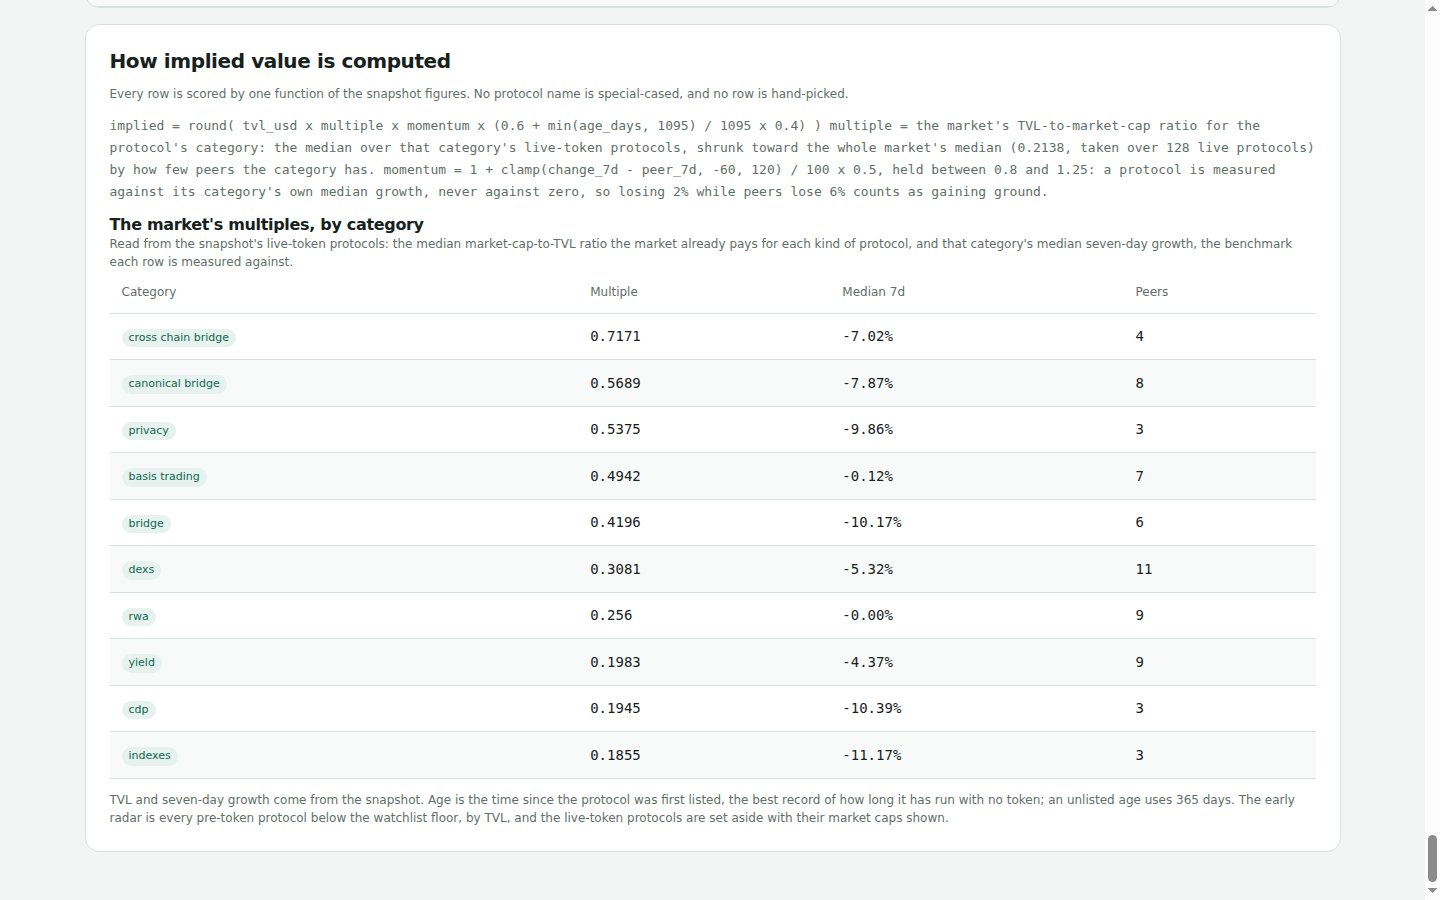 How implied value is computed
Every row is scored by one function of the snapshot figures. No protocol name is special-cased, and no row is hand-picked.
implied = round( tvl_usd x multiple x momentum x (0.6 + min(age_days, 1095) / 1095 x 0.4) ) multiple = the market's TVL-to-market-cap ratio for the
protocol's category: the median over that category's live-token protocols, shrunk toward the whole market's median (0.2138, taken over 128 live protocols)
by how few peers the category has. momentum = 1 + clamp(change_7d - peer_7d, -60, 120) / 100 x 0.5, held between 0.8 and 1.25: a protocol is measured
against its category's own median growth, never against zero, so losing 2% while peers lose 6% counts as gaining ground.
The market's multiples, by category
Read from the snapshot's live-token protocols: the median market-cap-to-TVL ratio the market already pays for each kind of protocol, and that category's median seven-day growth, the benchmark
each row is measured against.
Category Multiple Median 7d Peers
cross chain bridge 0.7171 -7.02% 4
canonical bridge 0.5689 -7.87% 8
privacy 0.5375 -9.86% 3
basis trading 0.4942 -0.12% 7
bridge 0.4196 -10.17% 6
dexs 0.3081 -5.32% 11
rwa 0.256 -0.00% 9
yield 0.1983 -4.37% 9
cdp 0.1945 -10.39% 3
indexes 0.1855 -11.17% 3
TVL and seven-day growth come from the snapshot. Age is the time since the protocol was first listed, the best record of how long it has run with no token; an unlisted age uses 365 days. The early
radar is every pre-token protocol below the watchlist floor, by TVL, and the live-token protocols are set aside with their market caps shown.